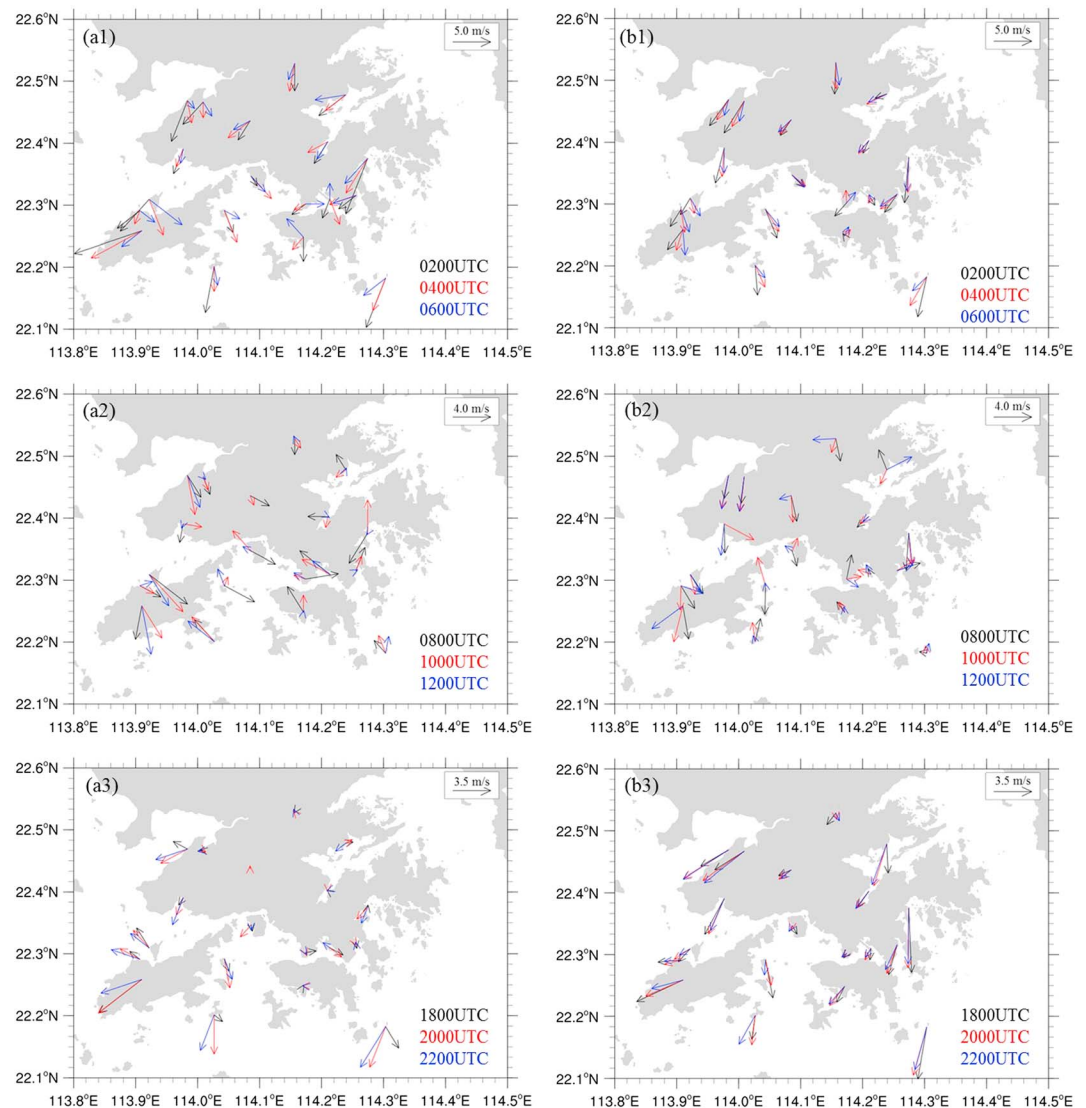 (a1)
5.0 m/s
22.6°N
22.5°N
22.4°N
22.3°N
22.2°N
22.1°N
0200UTC
0400UTC
0600UTC
113.8°E 113.9°E 114.0°E 114.1°E 114.2°E 114.3°E 114.4°E 114.5°E
(b1)
5.0 m/s
22.6°N
22.5°N
22.4°N
22.3°N
22.2°N
22.1°N
0200UTC
0400UTC
0600UTC
113.8°E 113.9°E 114.0°E 114.1°E 114.2°E 114.3°E 114.4°E 114.5°E
(a2)
4.0 m/s
22.6°N
22.5°N
22.4°N
22.3°N
22.2°N
22.1°N
0800UTC
1000UTC
1200UTC
113.8°E 113.9°E 114.0°E 114.1°E 114.2°E 114.3°E 114.4°E 114.5°E
(b2)
4.0 m/s
22.6°N
22.5°N
22.4°N
22.3°N
22.2°N
22.1°N
0800UTC
1000UTC
1200UTC
113.8°E 113.9°E 114.0°E 114.1°E 114.2°E 114.3°E 114.4°E 114.5°E
(a3)
3.5 m/s
22.6°N
22.5°N
22.4°N
22.3°N
22.2°N
22.1°N
1800UTC
2000UTC
2200UTC
113.8°E 113.9°E 114.0°E 114.1°E 114.2°E 114.3°E 114.4°E 114.5°E
(b3)
3.5 m/s
22.6°N
22.5°N
22.4°N
22.3°N
22.2°N
22.1°N
1800UTC
2000UTC
2200UTC
113.8°E 113.9°E 114.0°E 114.1°E 114.2°E 114.3°E 114.4°E 114.5°E